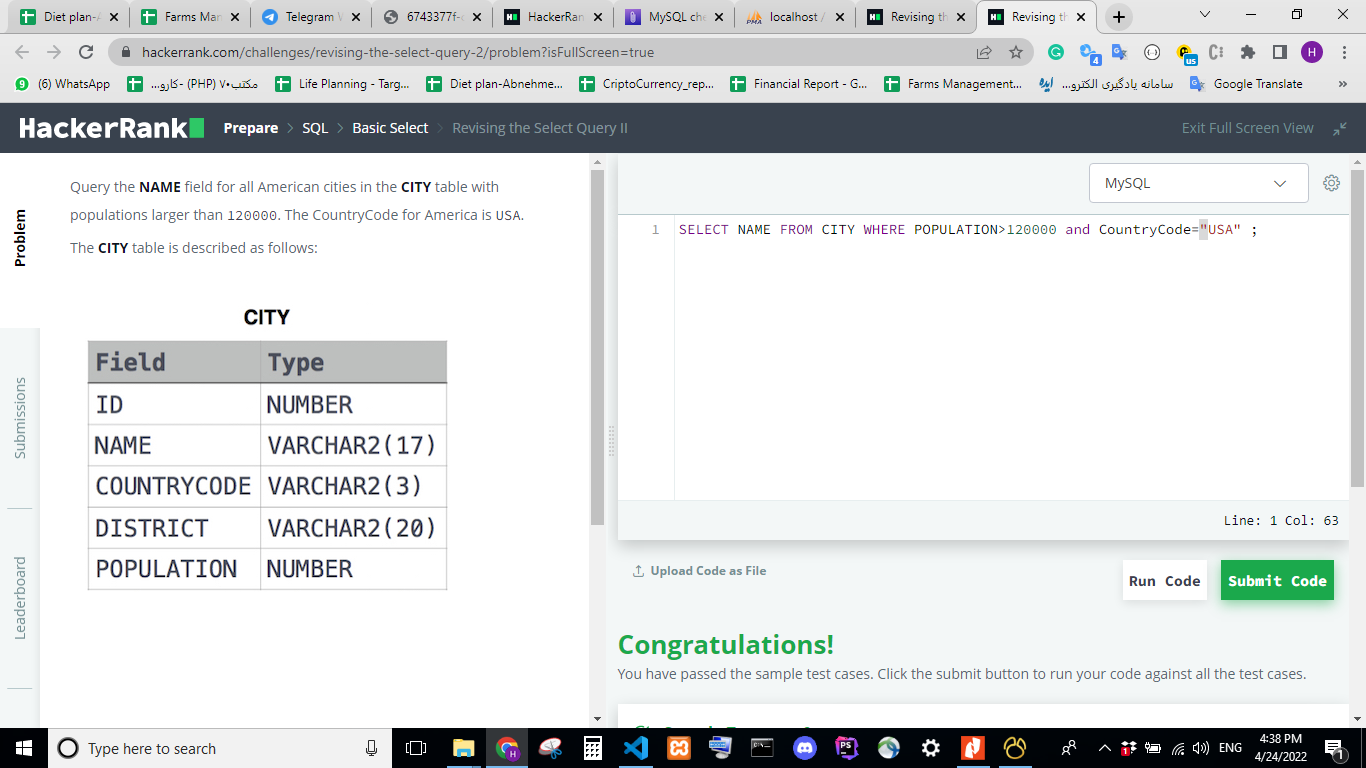 Diet plan-A
Farms Man
Telegram W
6743377f-c
HackerRan
MySQL che
localhost /
Revising th
Revising th
hackerrank.com/challenges/revising-the-select-query-2/problem?isFullScreen=true
4
us
H
9
(6) WhatsApp
مکتب۷۰ (PHP) -کارو...
Life Planning - Targ...
Diet plan-Abnehme...
CriptoCurrency_rep...
Financial Report - G...
Farms Management...
سامانه یادگیری الکترو...
Google Translate
»
HackerRank
Prepare > SQL > Basic Select > Revising the Select Query II
Exit Full Screen View
Problem
Submissions
Leaderboard
Query the NAME field for all American cities in the CITY table with
populations larger than 120000. The CountryCode for America is USA.
The CITY table is described as follows:
CITY
Field Type
ID NUMBER
NAME VARCHAR2(17)
COUNTRYCODE VARCHAR2(3)
DISTRICT VARCHAR2(20)
POPULATION NUMBER
MySQL
1 SELECT NAME FROM CITY WHERE POPULATION>120000 and CountryCode="USA" ;
Line: 1 Col: 63
Upload Code as File
Run Code
Submit Code
Congratulations!
You have passed the sample test cases. Click the submit button to run your code against all the test cases.
Type here to search
ENG
4:38 PM
4/24/2022
1